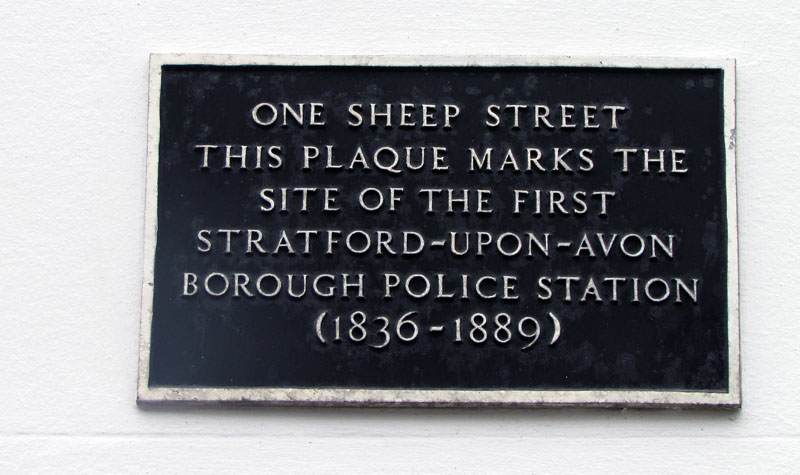 ONE SHEEP STREET
THIS PLAQUE MARKS THE
SITE OF THE FIRST
STRATFORD-UPON-AVON
BOROUGH POLICE STATION
(1836-1889)